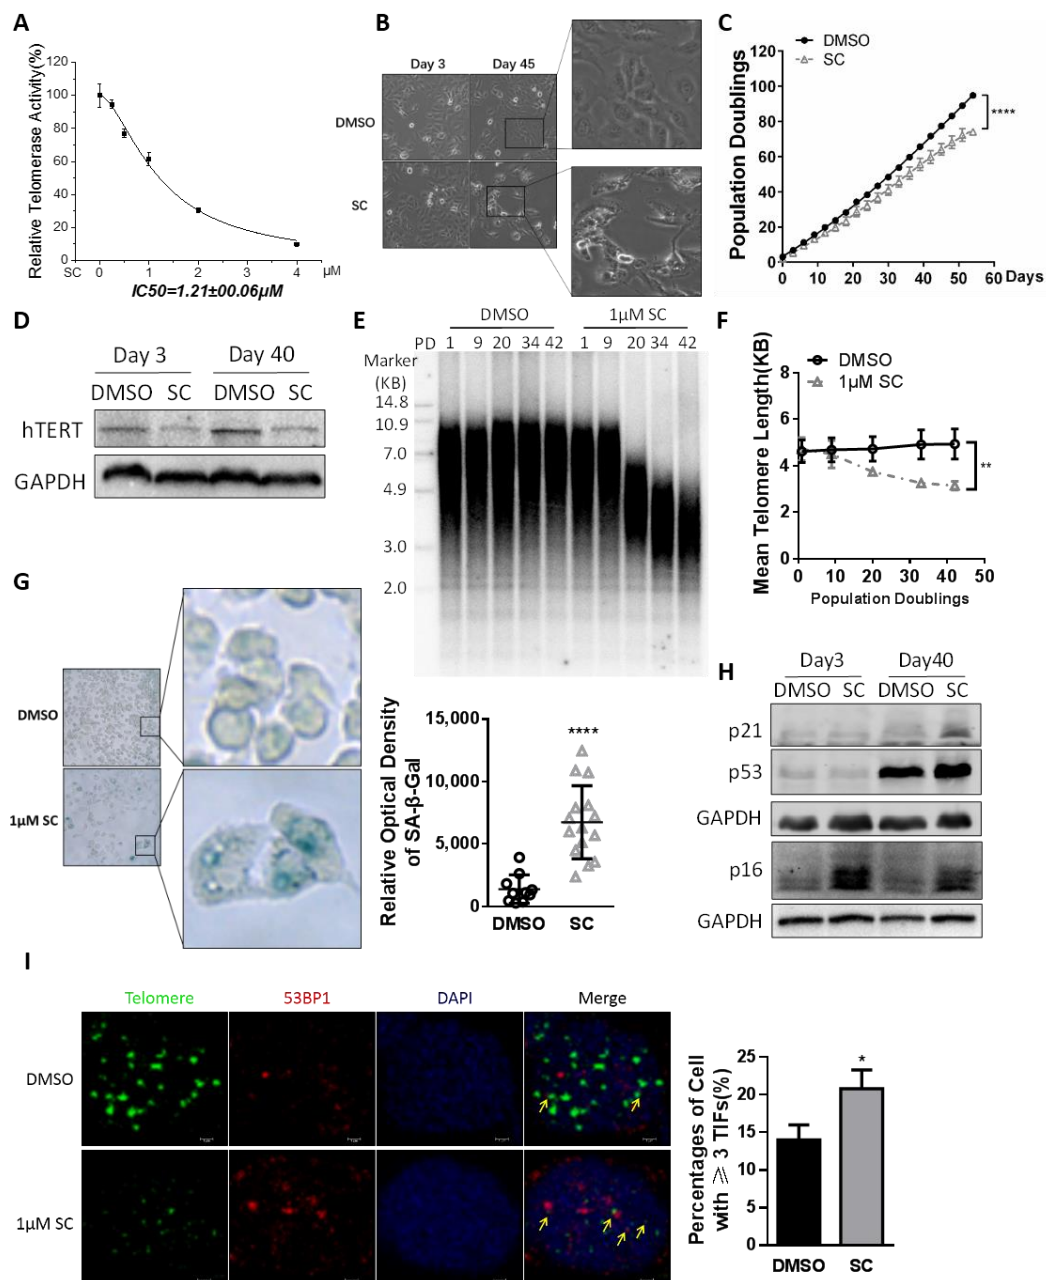 A
Relative Telomerase Activity(%)
120
100
80
60
40
20
0
SC 0 1 2 3 4 μM
IC50=1.21±00.06μM
B
Day 3 Day 45
DMSO
SC
C
DMSO
SC
Population Doublings
120
100
80
60
40
20
0
0 10 20 30 40 50 60 Days
****
D
Day 3 Day 40
DMSO SC DMSO SC
hTERT
GAPDH
E
DMSO 1μM SC
PD 1 9 20 34 42 1 9 20 34 42
Marker
(KB)
14.8
10.9
7.0
4.9
3.0
2.0
F
DMSO
1μM SC
Mean Telomere Length(KB)
8
6
4
2
0
0 10 20 30 40 50
Population Doublings
**
G
DMSO
1μM SC
Relative Optical Density
of SA-β-Gal
15,000
10,000
5,000
0
****
DMSO SC
H
Day3 Day40
DMSO SC DMSO SC
p21
p53
GAPDH
p16
GAPDH
I
Telomere 53BP1 DAPI Merge
DMSO
1μM SC
Percentages of Cell
with ⩾ 3 TIFs(%)
25
20
15
10
5
0
*
DMSO SC